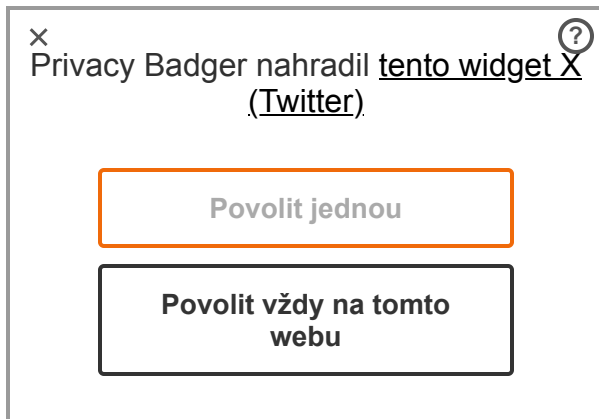 Privacy Badger nahradil tento widget X
(Twitter)
Povolit jednou
Povolit vždy na tomto
webu
?